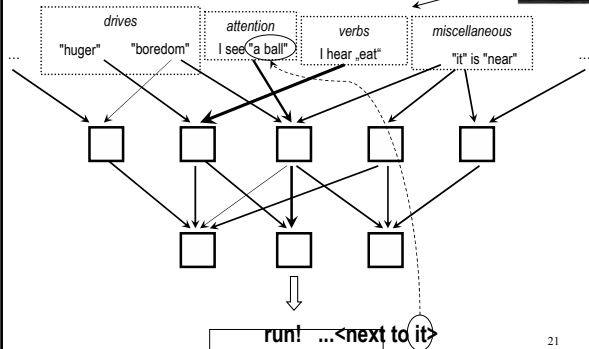 drives
attention
verbs
miscellaneous
"huger" "boredom"
I see "a ball"
I hear „eat“
"it" is "near"
... ...
run! ...<next to it>
21